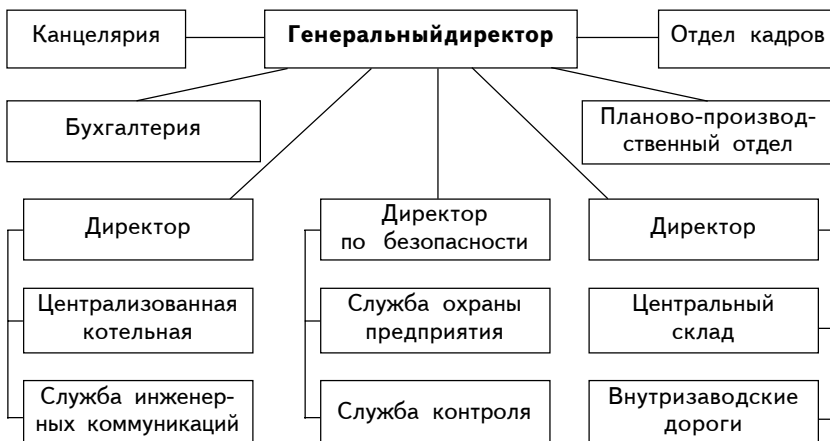 Канцелярия
Генеральныйдиректор
Отдел кадров
Бухгалтерия
Планово-производ-
ственный отдел
Директор
Директор
по безопасности
Директор
Централизованная
котельная
Служба охраны
предприятия
Центральный
склад
Служба инженер-
ных коммуникаций
Служба контроля
Внутризаводские
дороги